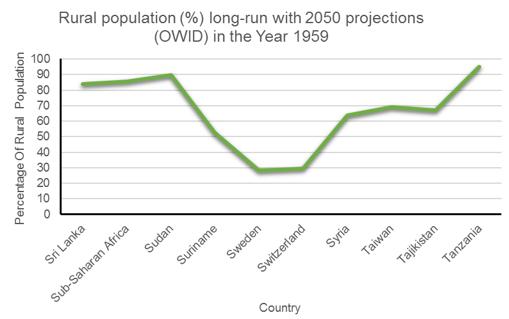 Rural population (%) long-run with 2050 projections
(OWID) in the Year 1959
Percentage Of Rural Population
100
90
80
70
60
50
40
30
20
10
0
Sri Lanka
Sub-Saharan Africa
Sudan
Suriname
Sweden
Switzerland
Syria
Taiwan
Tajikistan
Tanzania
Country